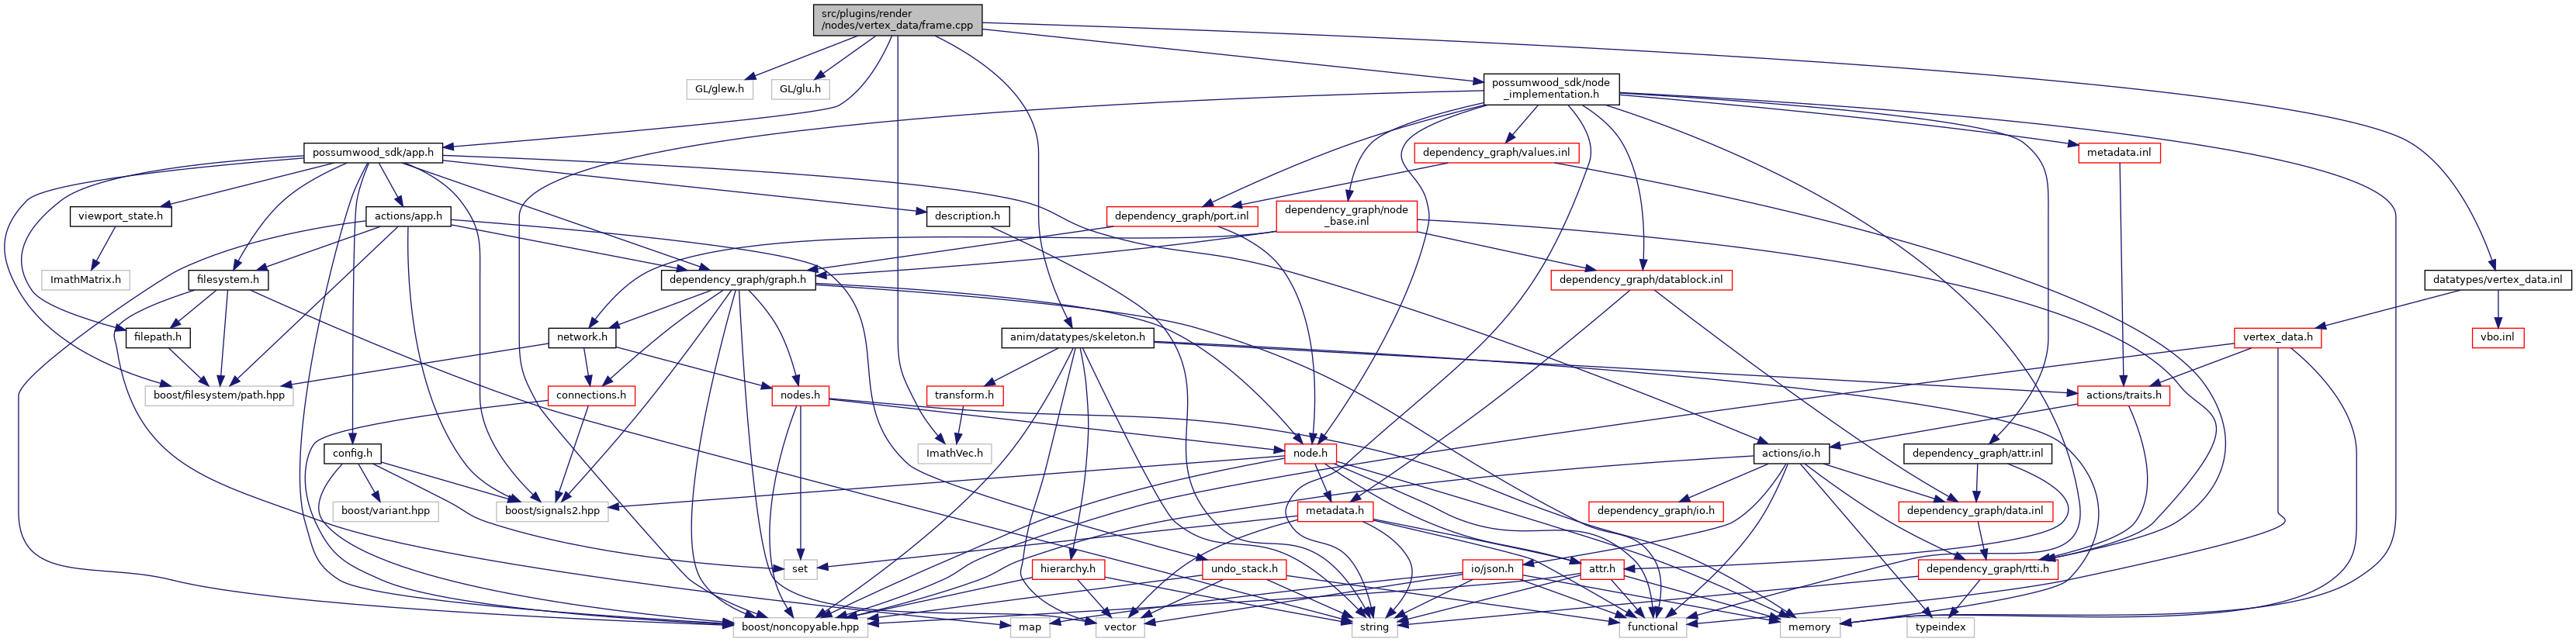 src/plugins/render
/nodes/vertex_data/frame.cpp
GL/glew.h
GL/glu.h
possumwood_sdk/node
_implementation.h
possumwood_sdk/app.h
dependency_graph/values.inl
metadata.inl
viewport_state.h
actions/app.h
description.h
dependency_graph/port.inl
dependency_graph/node
_base.inl
ImathMatrix.h
filesystem.h
dependency_graph/graph.h
dependency_graph/datablock.inl
datatypes/vertex_data.inl
filepath.h
network.h
anim/datatypes/skeleton.h
vertex_data.h
vbo.inl
boost/filesystem/path.hpp
connections.h
nodes.h
transform.h
actions/traits.h
config.h
ImathVec.h
node.h
actions/io.h
dependency_graph/attr.inl
boost/variant.hpp
boost/signals2.hpp
metadata.h
dependency_graph/io.h
dependency_graph/data.inl
set
hierarchy.h
undo_stack.h
io/json.h
attr.h
dependency_graph/rtti.h
boost/noncopyable.hpp
map
vector
string
functional
memory
typeindex